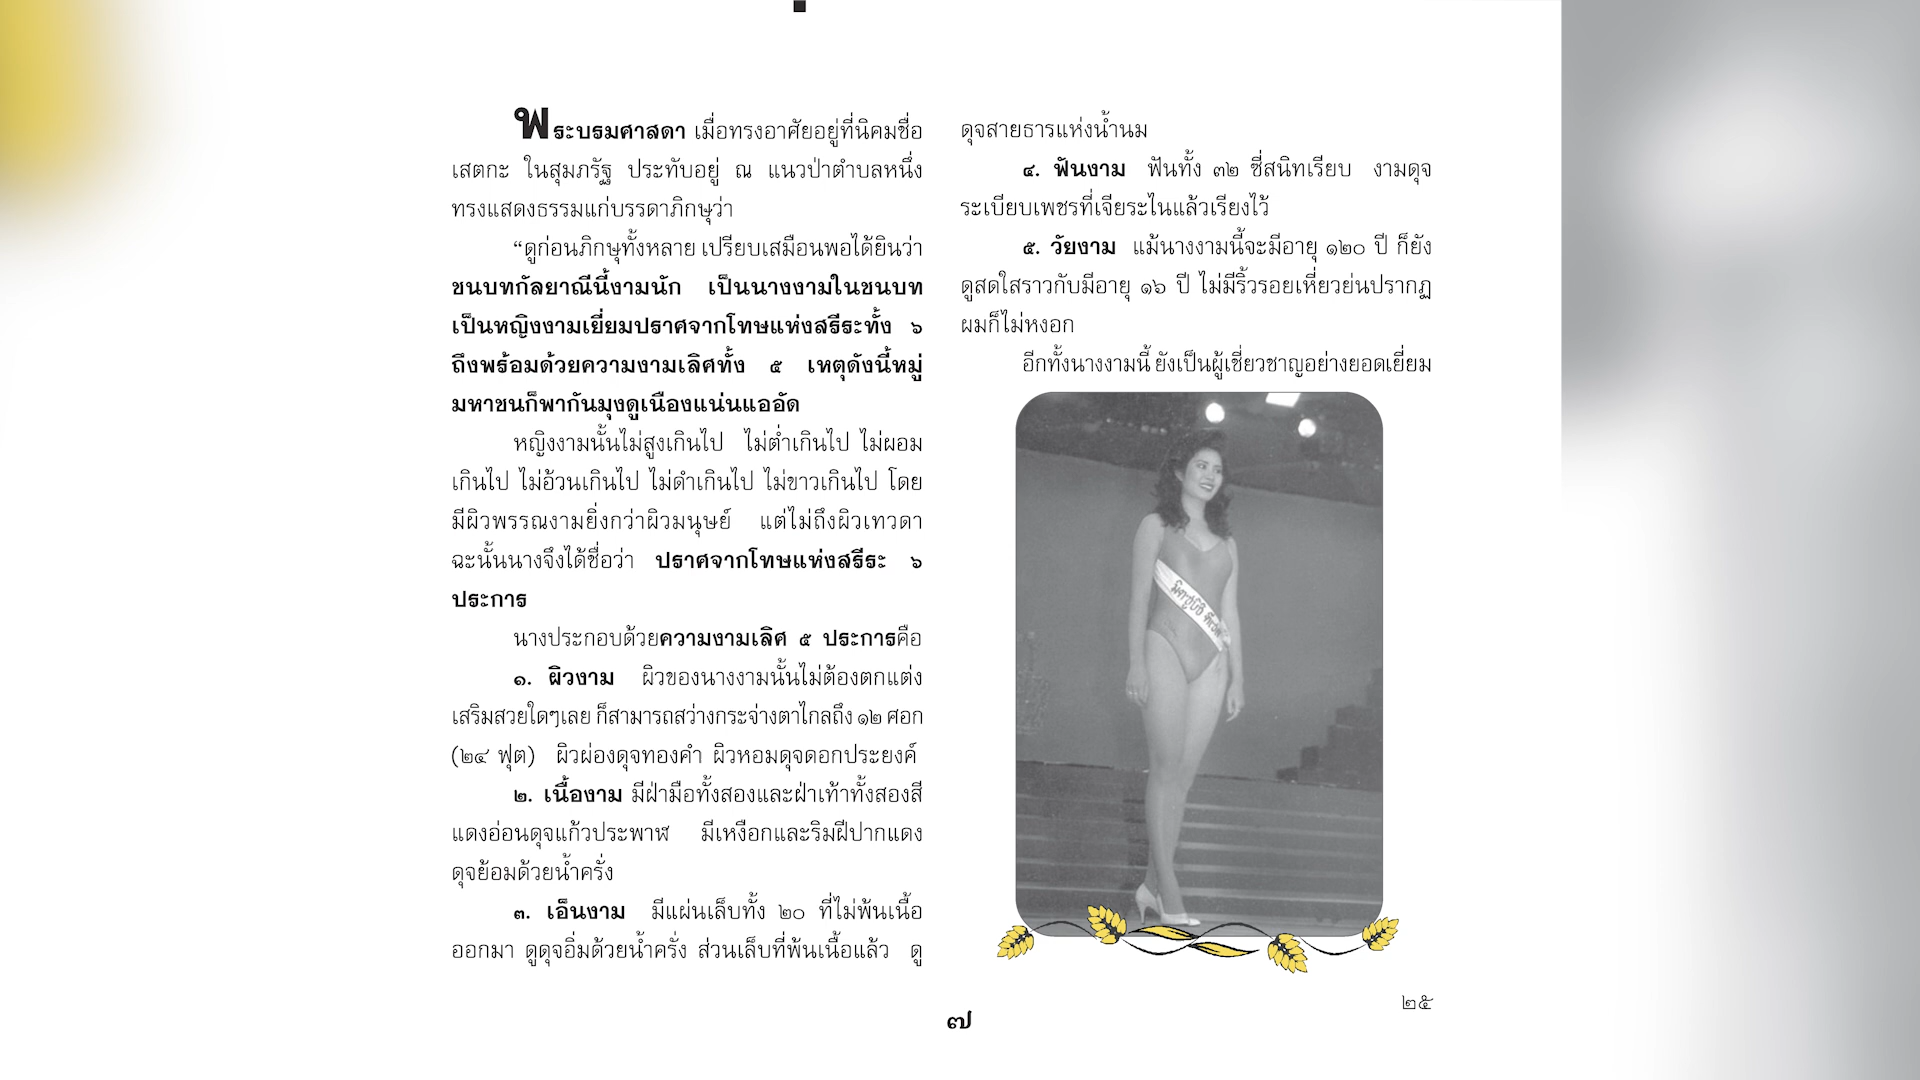 พระบรมศาสดา เมื่อทรงอาศัยอยู่ที่นิคมชื่อ
เสตกะ ในสุมภรัฐ ประทับอยู่ ณ แนวป่าตำบลหนึ่ง
ทรงแสดงธรรมแก่บรรดาภิกษุว่า
“ดูก่อนภิกษุทั้งหลาย เปรียบเสมือนพอได้ยินว่า
ชนบทกัลยาณีนี้งามนัก เป็นนางงามในชนบท
เป็นหญิงงามเยี่ยมปราศจากโทษแห่งสรีระทั้ง ๖
ถึงพร้อมด้วยความงามเลิศทั้ง ๕ เหตุดังนี้หมู่
มหาชนก็พากันมุงดูเนืองแน่นแออัด
หญิงงามนั้นไม่สูงเกินไป ไม่ต่ำเกินไป ไม่ผอม
เกินไป ไม่อ้วนเกินไป ไม่ดำเกินไป ไม่ขาวเกินไป โดย
มีผิวพรรณงามยิ่งกว่าผิวมนุษย์ แต่ไม่ถึงผิวเทวดา
ฉะนั้นนางจึงได้ชื่อว่า ปราศจากโทษแห่งสรีระ ๖
ประการ
นางประกอบด้วยความงามเลิศ ๕ ประการคือ
๑. ผิวงาม ผิวของนางงามนั้นไม่ต้องตกแต่ง
เสริมสวยใดๆเลย ก็สามารถสว่างกระจ่างตาไกลถึง ๑๒ ศอก
(๒๔ ฟุต) ผิวผ่องดุจทองคำ ผิวหอมดุจดอกประยงค์
๒. เนื้องาม มีฝ่ามือทั้งสองและฝ่าเท้าทั้งสองสี
แดงอ่อนดุจแก้วประพาฬ มีเหงือกและริมฝีปากแดง
ดุจย้อมด้วยน้ำครั่ง
๓. เอ็นงาม มีแผ่นเล็บทั้ง ๒๐ ที่ไม่พ้นเนื้อ
ออกมา ดูดุจอิ่มด้วยน้ำครั่ง ส่วนเล็บที่พ้นเนื้อแล้ว ดู
ดุจสายธารแห่งน้ำนม
๔. ฟันงาม ฟันทั้ง ๓๒ ซี่สนิทเรียบ งามดุจ
ระเบียบเพชรที่เจียระไนแล้วเรียงไว้
๕. วัยงาม แม้นางงามนี้จะมีอายุ ๑๒๐ ปี ก็ยัง
ดูสดใสราวกับมีอายุ ๑๖ ปี ไม่มีริ้วรอยเหี่ยวย่นปรากฏ
ผมก็ไม่หงอก
อีกทั้งนางงามนี้ ยังเป็นผู้เชี่ยวชาญอย่างยอดเยี่ยม
๒๕
๗